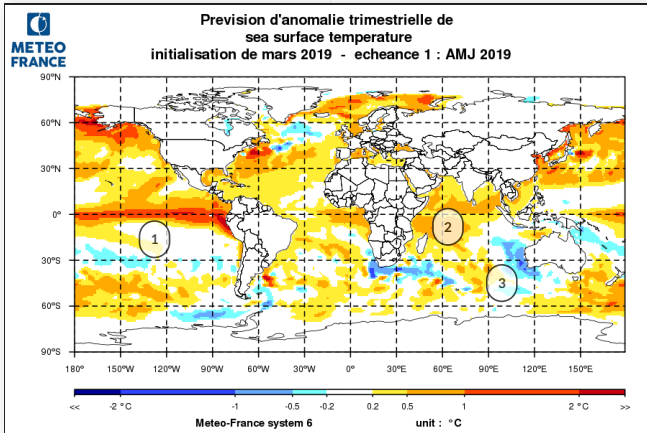 METEO
FRANCE
Prevision d'anomalie trimestrielle de
sea surface temperature
initialisation de mars 2019 - echeance 1 : AMJ 2019
90°N
60°N
30°N
0°
30°S
60°S
90°S
1
2
3
180° 150°W 120°W 90°W 60°W 30°W 0° 30°E 60°E 90°E 120°E 150°E
<< -2 °C -1 -0.5 -0.2 0.2 0.5 1 2 °C >>
Meteo-France system 6 unit : °C